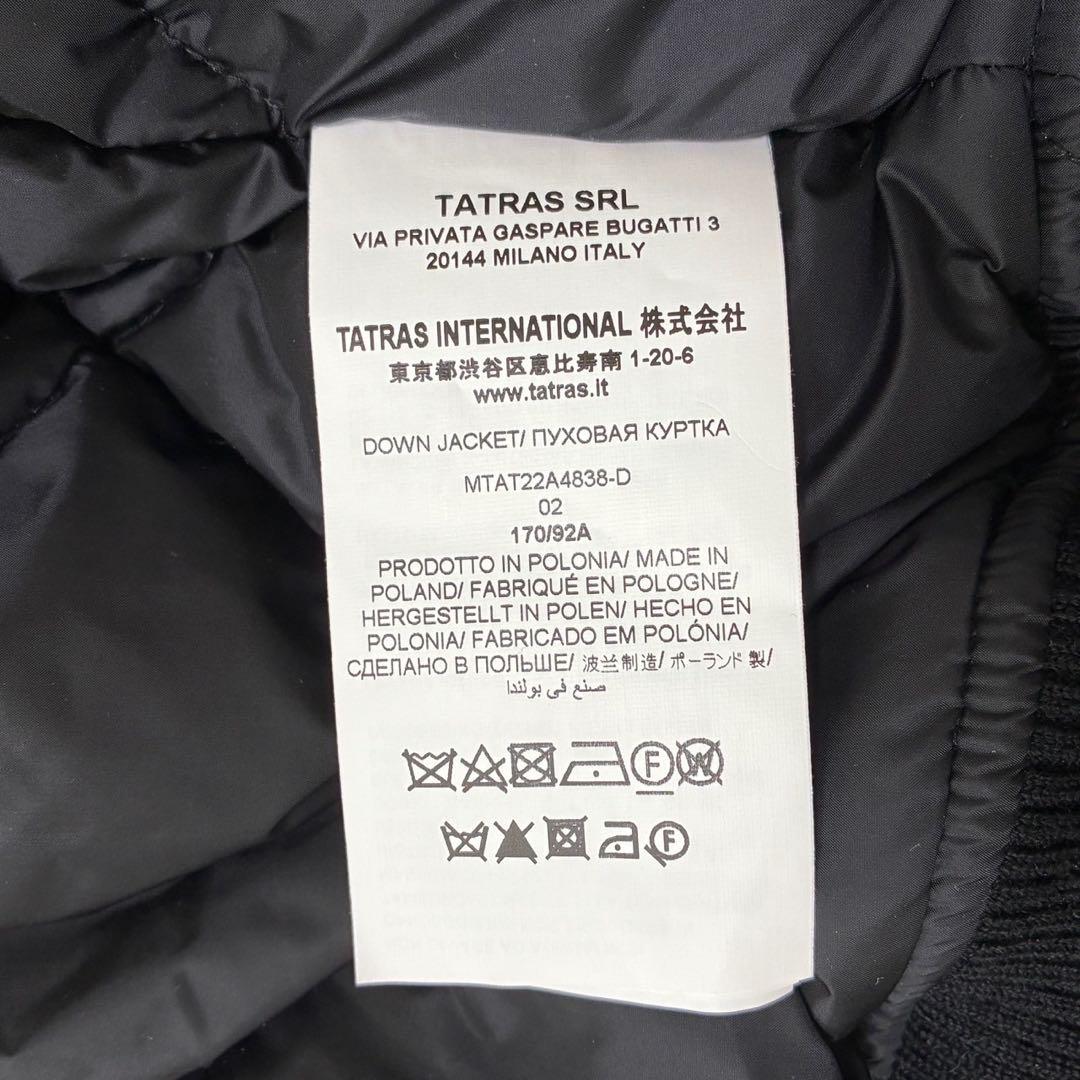 TATRAS SRL
VIA PRIVATA GASPARE BUGATTI 3
20144 MILANO ITALY
TATRAS INTERNATIONAL 株式会社
東京都渋谷区恵比寿南 1-20-6
www.tatras.it
DOWN JACKET/ ПУХОВАЯ КУРТКА
MTAT22A4838-D
02
170/92A
PRODOTTO IN POLONIA/ MADE IN
POLAND/ FABRIQUÉ EN POLOGNE/
HERGESTELLT IN POLEN/ HECHO EN
POLONIA/ FABRICADO EM POLÓNIA/
СДЕЛАНО В ПОЛЬШЕ/ 波兰制造/ ポーランド 製/
صنع في بولندا
F W
F